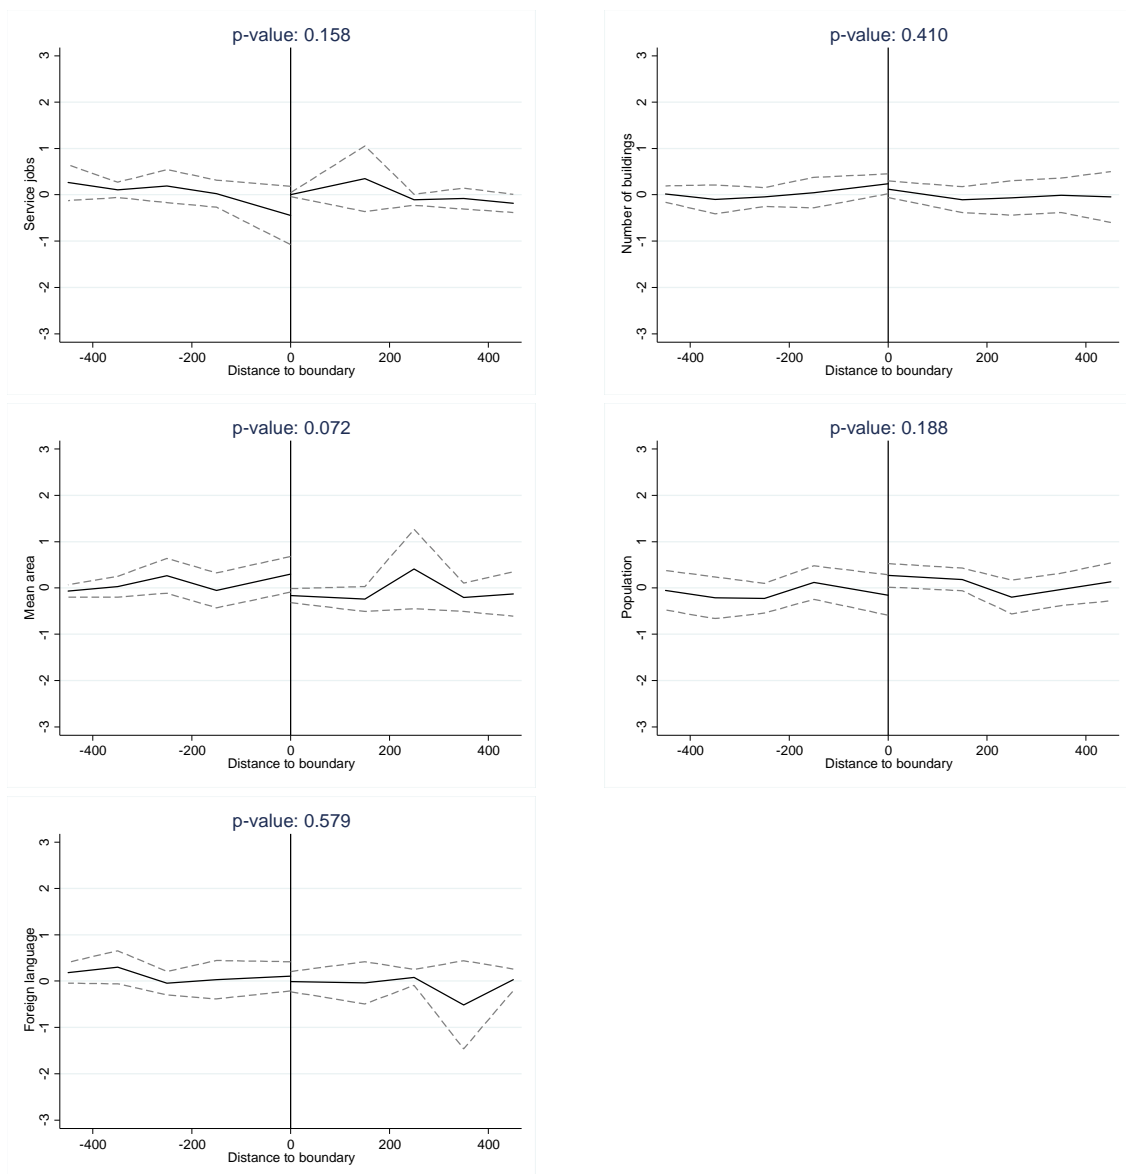 p-value: 0.158
3
2
1
0
-1
-2
-3
Service jobs
-400 -200 0 200 400
Distance to boundary
p-value: 0.410
3
2
1
0
-1
-2
-3
Number of buildings
-400 -200 0 200 400
Distance to boundary
p-value: 0.072
3
2
1
0
-1
-2
-3
Mean area
-400 -200 0 200 400
Distance to boundary
p-value: 0.188
3
2
1
0
-1
-2
-3
Population
-400 -200 0 200 400
Distance to boundary
p-value: 0.579
3
2
1
0
-1
-2
-3
Foreign language
-400 -200 0 200 400
Distance to boundary